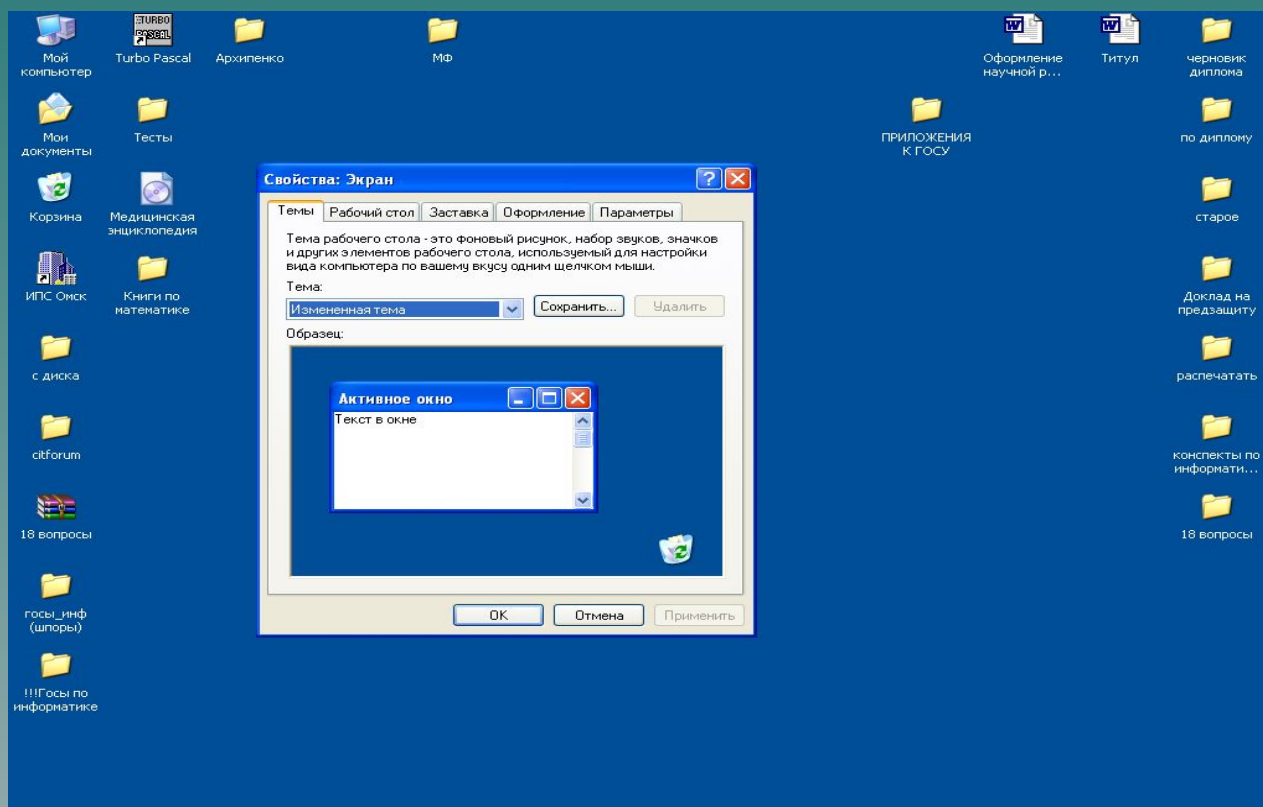 :TURBO
PASCAL
Мой
компьютер
Turbo Pascal
Архипенко
МФ
Оформление
научной р...
Титул
черновик
диплома
Мои
документы
Тесты
ПРИЛОЖЕНИЯ
К ГОСУ
по диплому
Корзина
Медицинская
энциклопедия
старое
ИПС Омск
Книги по
математике
Доклад на
предзащиту
с диска
распечатать
citforum
конспекты по
информати...
18 вопросы
18 вопросы
госы_инф
(шпоры)
!!!Госы по
информатике
Свойства: Экран
Темы Рабочий стол Заставка Оформление Параметры
Тема рабочего стола - это фоновый рисунок, набор звуков, значков
и других элементов рабочего стола, используемый для настройки
вида компьютера по вашему вкусу одним щелчком мыши.
Тема:
Измененная тема Сохранить... Удалить
Образец:
Активное окно
Текст в окне
OK Отмена Применить